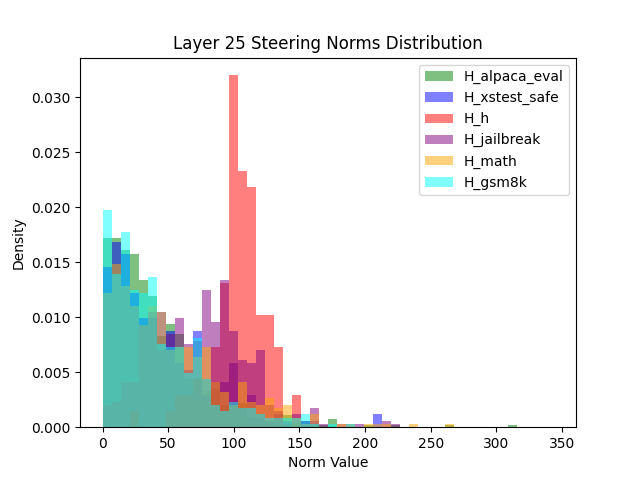 Layer 25 Steering Norms Distribution
H_alpaca_eval
H_xstest_safe
H_h
H_jailbreak
H_math
H_gsm8k
0.030
0.025
0.020
0.015
0.010
0.005
0.000
Density
0 50 100 150 200 250 300 350
Norm Value